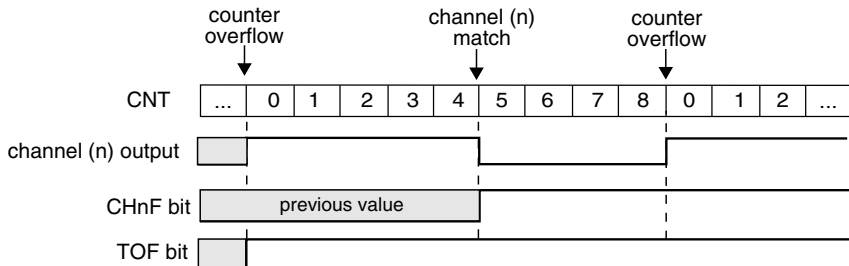 counter overflow
channel (n) match
counter overflow
CNT ... 0 1 2 3 4 5 6 7 8 0 1 2 ...
channel (n) output
CHnF bit previous value
TOF bit